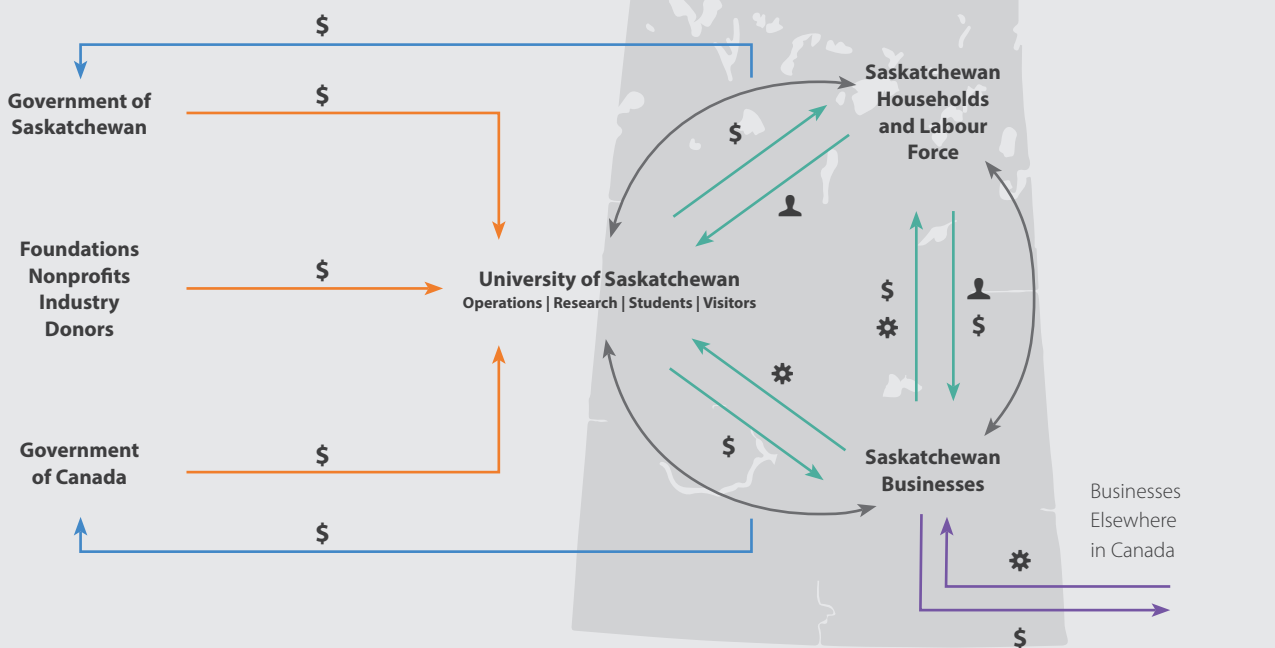 $
$
Government of
Saskatchewan
Saskatchewan
Households
and Labour
Force
$
Foundations
Nonprofits
Industry
Donors
$
University of Saskatchewan
Operations | Research | Students | Visitors
$
$
Government
of Canada
$
$
Saskatchewan
Businesses
$
Businesses
Elsewhere
in Canada
$